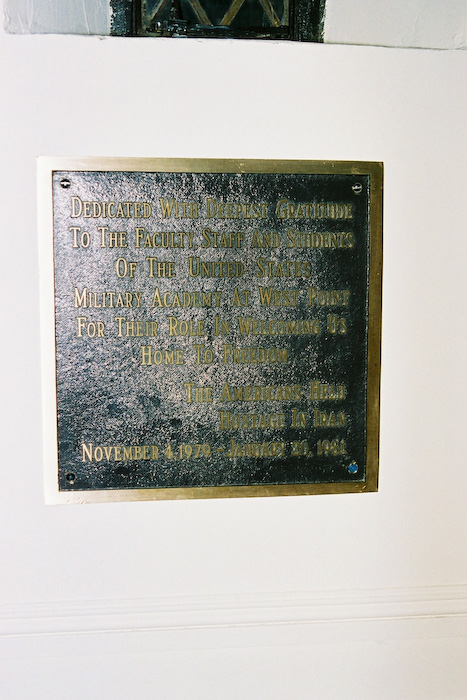 Dedicated With Deepest Gratitude
To The Faculty Staff And Students
Of The United States
Military Academy At West Point
For Their Role In Welcoming Us
Home To Freedom
The Americans Held
Hostage In Iran
November 4, 1979 - January 20, 1981